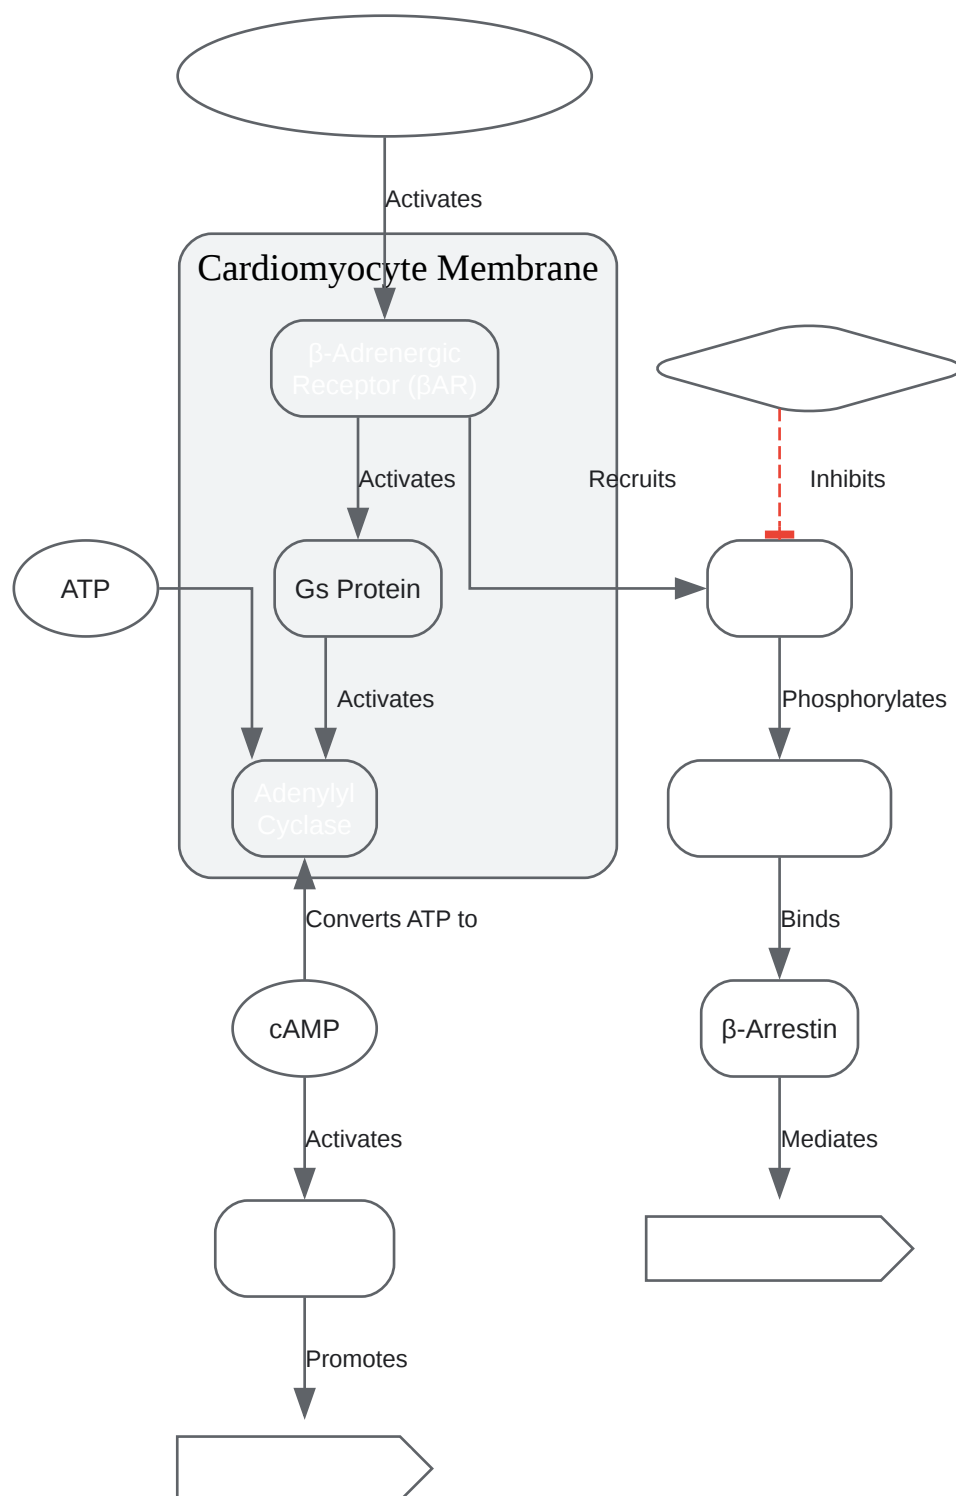 Activates
Cardiomyocyte Membrane
β-Adrenergic
Receptor (βAR)
Activates
Recruits
Inhibits
ATP
Gs Protein
Activates
Phosphorylates
Adenylyl
Cyclase
Converts ATP to
Binds
cAMP
β-Arrestin
Activates
Mediates
Promotes